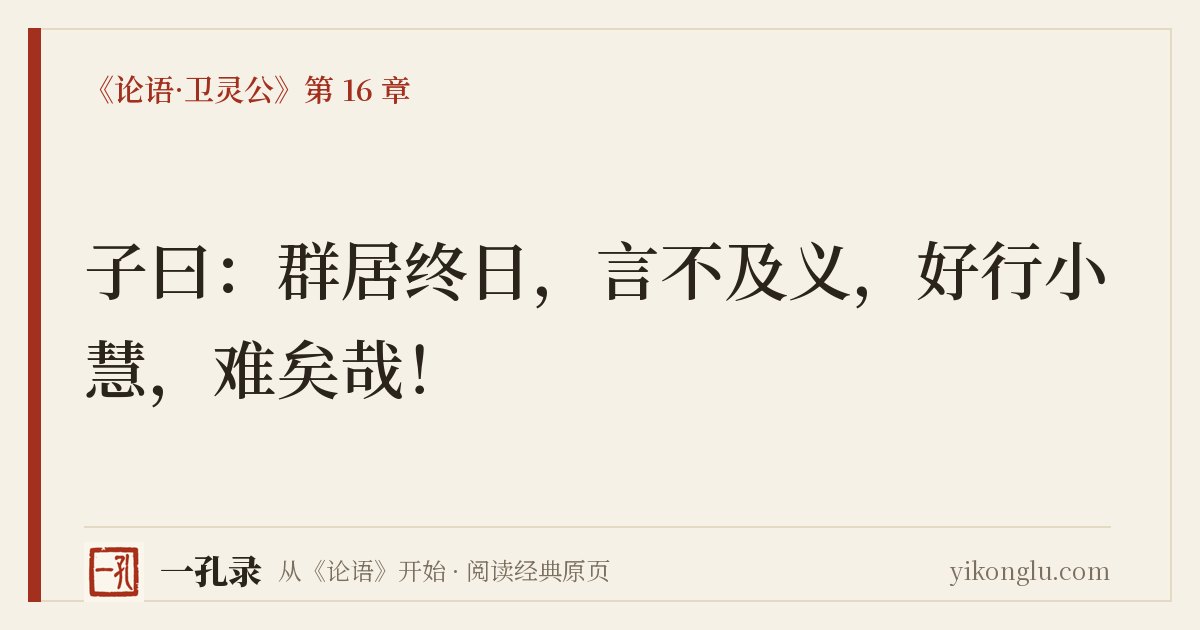 《论语·卫灵公》第 16 章
子曰：群居终日，言不及义，好行小
慧，难矣哉！
一孔
一孔录 从《论语》开始 · 阅读经典原页 yikonglu.com